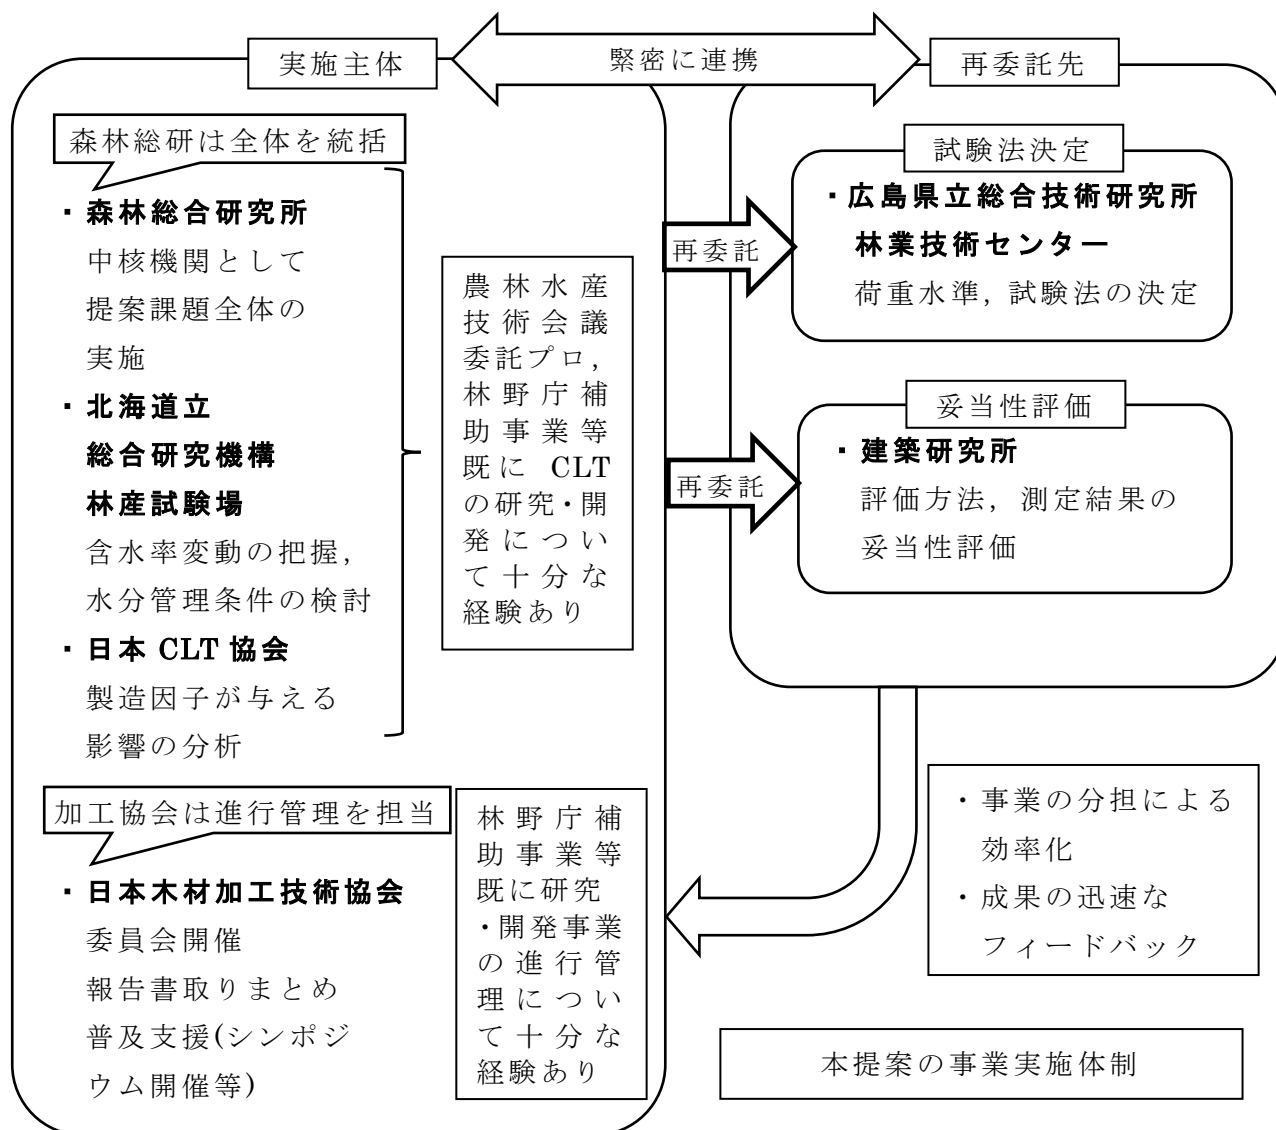 実施主体
緊密に連携
再委託先
森林総研は全体を統括
・森林総合研究所
中核機関として
提案課題全体の
実施
・北海道立
総合研究機構
林産試験場
含水率変動の把握,
水分管理条件の検討
・日本 CLT 協会
製造因子が与える
影響の分析
農林水産
技術会議
委託プロ,
林野庁補
助事業等
既に CLT
の研究・開
発につい
て十分な
経験あり
加工協会は進行管理を担当
・日本木材加工技術協会
委員会開催
報告書取りまとめ
普及支援(シンポジ
ウム開催等)
林野庁補
助事業等
既に研究
・開発事業
の進行管
理につい
て十分な
経験あり
再委託
試験法決定
・広島県立総合技術研究所
林業技術センター
荷重水準, 試験法の決定
再委託
妥当性評価
・建築研究所
評価方法, 測定結果の
妥当性評価
・事業の分担による
効率化
・成果の迅速な
フィードバック
本提案の事業実施体制